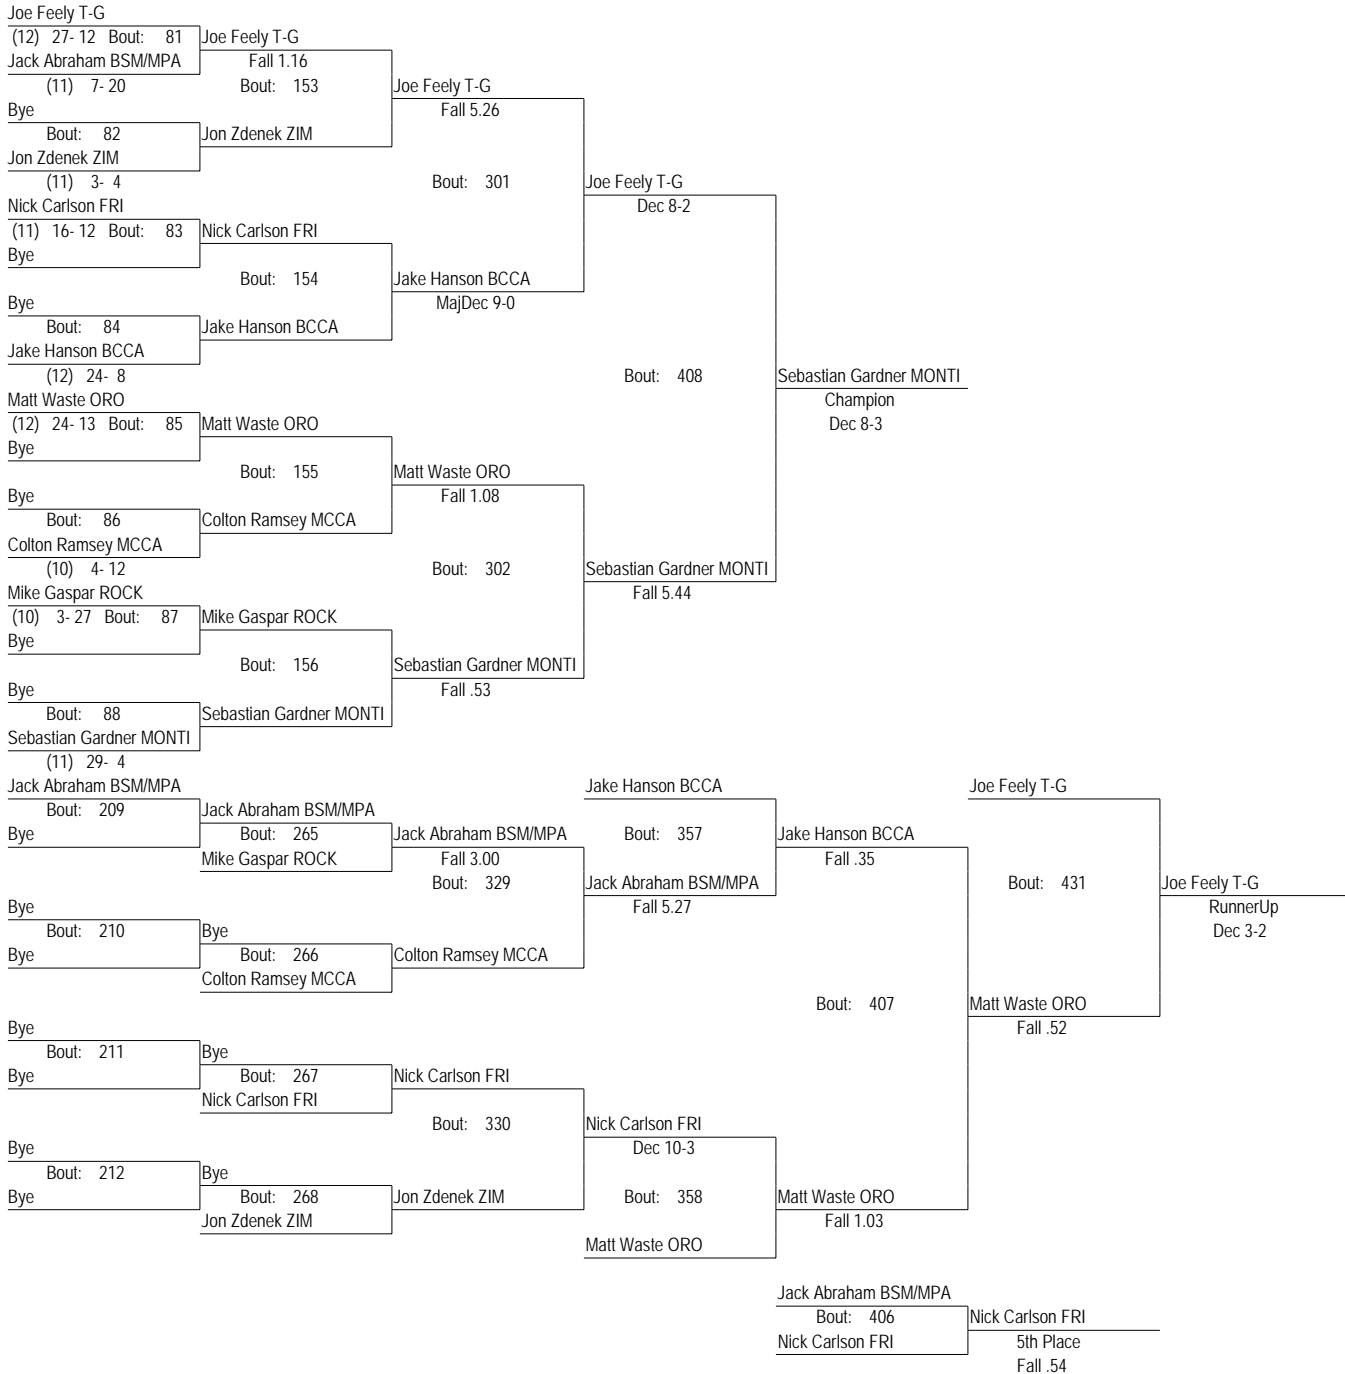 Joe Feely T-G
(12) 27- 12 Bout: 81 Joe Feely T-G
Jack Abraham BSM/MPA Fall 1.16
(11) 7- 20 Bout: 153 Joe Feely T-G
Bye Fall 5.26
Bout: 82 Jon Zdenek ZIM
Jon Zdenek ZIM
(11) 3- 4 Bout: 301 Joe Feely T-G
Nick Carlson FRI Dec 8-2
(11) 16- 12 Bout: 83 Nick Carlson FRI
Bye
Bout: 154 Jake Hanson BCCA
Bye MajDec 9-0
Bout: 84 Jake Hanson BCCA
Jake Hanson BCCA
(12) 24- 8 Bout: 408 Sebastian Gardner MONTI
Matt Waste ORO Champion
(12) 24- 13 Bout: 85 Matt Waste ORO Dec 8-3
Bye
Bout: 155 Matt Waste ORO
Bye Fall 1.08
Bout: 86 Colton Ramsey MCCA
Colton Ramsey MCCA
(10) 4- 12 Bout: 302 Sebastian Gardner MONTI
Mike Gaspar ROCK Fall 5.44
(10) 3- 27 Bout: 87 Mike Gaspar ROCK
Bye
Bout: 156 Sebastian Gardner MONTI
Bye Fall .53
Bout: 88 Sebastian Gardner MONTI
Sebastian Gardner MONTI
(11) 29- 4
Jack Abraham BSM/MPA Jake Hanson BCCA Joe Feely T-G
Bout: 209 Jack Abraham BSM/MPA
Bye Bout: 265 Jack Abraham BSM/MPA Bout: 357 Jake Hanson BCCA
Mike Gaspar ROCK Fall 3.00 Fall .35
Bout: 329 Jack Abraham BSM/MPA Bout: 431 Joe Feely T-G
Bye Fall 5.27 RunnerUp
Bout: 210 Bye Dec 3-2
Bye Bout: 266 Colton Ramsey MCCA
Colton Ramsey MCCA
Bout: 407 Matt Waste ORO
Bye Fall .52
Bout: 211 Bye
Bye Bout: 267 Nick Carlson FRI
Nick Carlson FRI
Bout: 330 Nick Carlson FRI
Bye Dec 10-3
Bout: 212 Bye
Bye Bout: 268 Jon Zdenek ZIM Bout: 358 Matt Waste ORO
Jon Zdenek ZIM Fall 1.03
Matt Waste ORO
Jack Abraham BSM/MPA
Bout: 406 Nick Carlson FRI
Nick Carlson FRI 5th Place
Fall .54